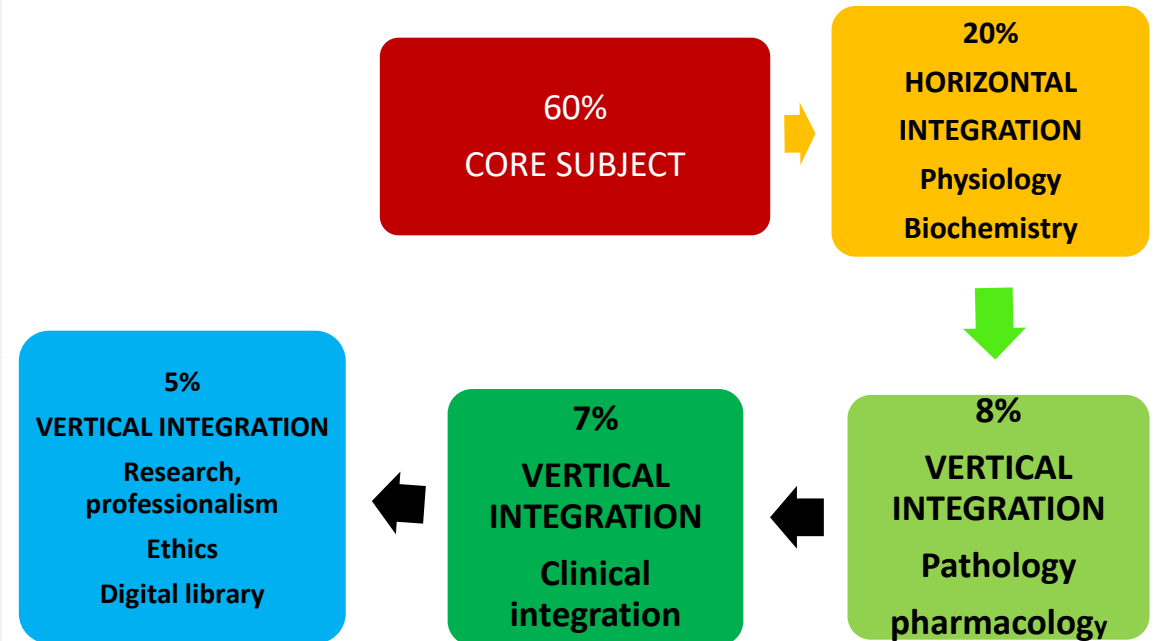 60%
CORE SUBJECT
20%
HORIZONTAL
INTEGRATION
Physiology
Biochemistry
8%
VERTICAL
INTEGRATION
Pathology
pharmacology
7%
VERTICAL
INTEGRATION
Clinical
integration
5%
VERTICAL INTEGRATION
Research,
professionalism
Ethics
Digital library